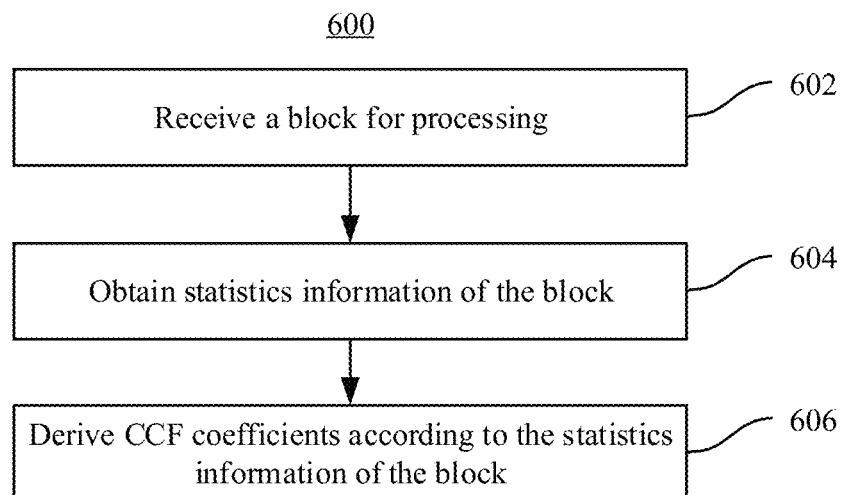 600
Receive a block for processing
602
Obtain statistics information of the block
604
Derive CCF coefficients according to the statistics
information of the block
606